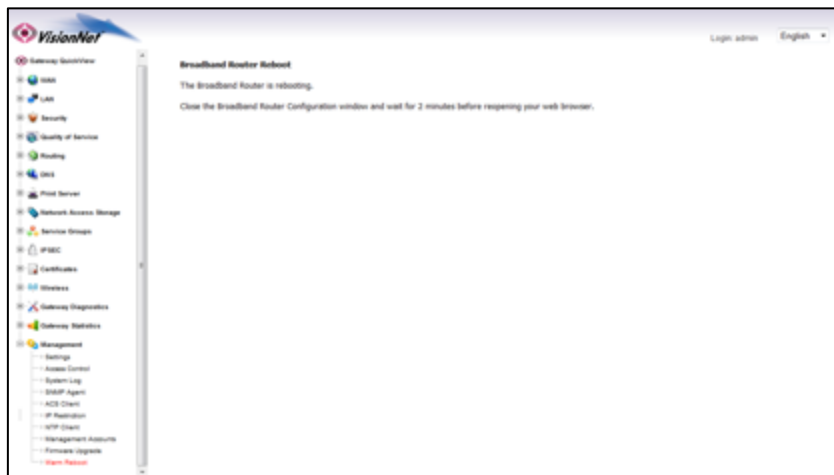 VisionNet
Login: admin
English
Gateway QuickView
WAN
LAN
Security
Quality of Service
Routing
DNS
Print Server
Network Access Storage
Service Groups
IPSEC
Certificates
Wireless
Gateway Diagnostics
Gateway Statistics
Management
Settings
Access Control
System Log
SNMP Agent
ACS Client
IP Restriction
NTP Client
Management Accounts
Firmware Upgrade
Warm Reboot
Broadband Router Reboot
The Broadband Router is rebooting.
Close the Broadband Router Configuration window and wait for 2 minutes before reopening your web browser.